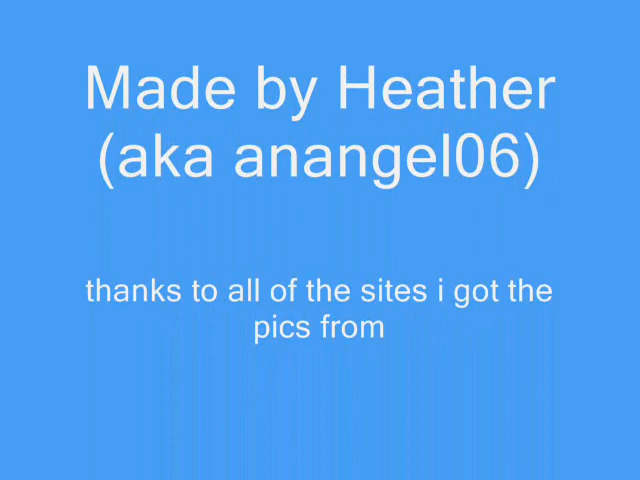 Made by Heather
(aka anangel06)
thanks to all of the sites i got the
pics from